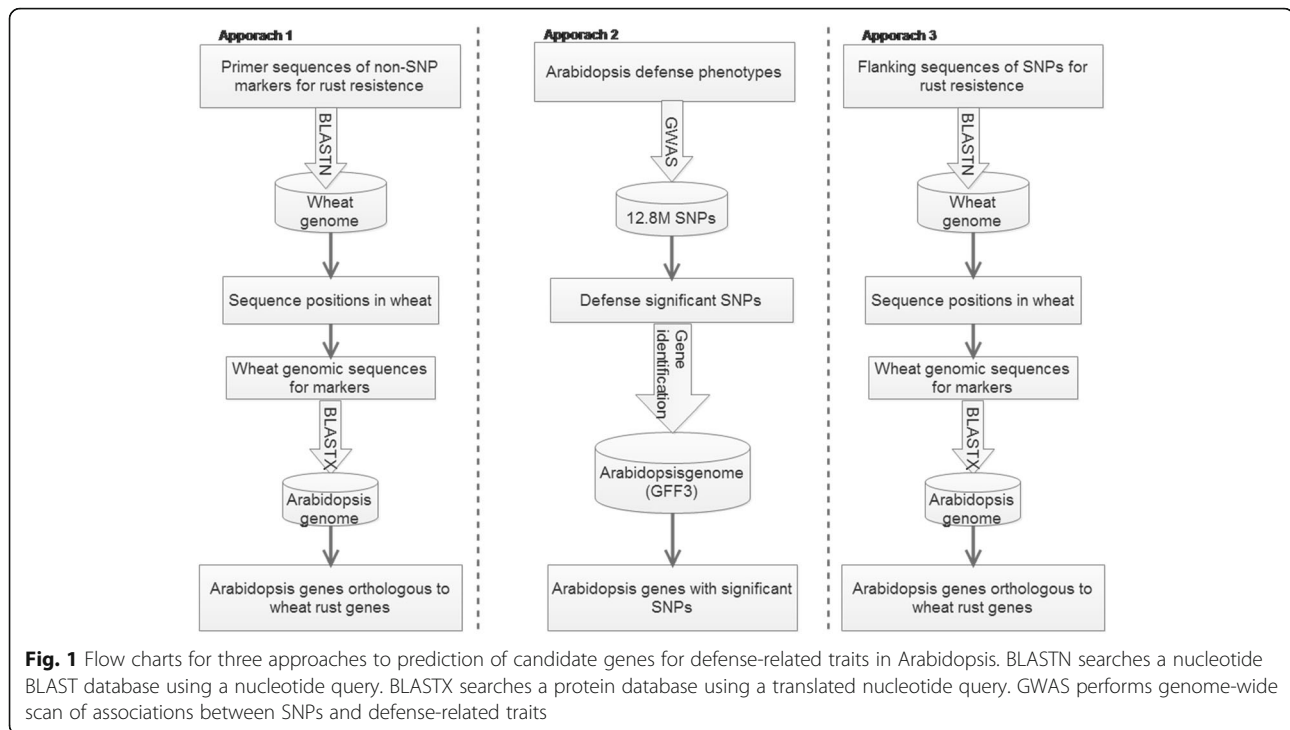 Apporach 1
Primer sequences of non-SNP
markers for rust resistence
BLASTN
Wheat
genome
Sequence positions in wheat
Wheat genomic sequences
for markers
BLASTX
Arabidopsis
genome
Arabidopsis genes orthologous to
wheat rust genes
Apporach 2
Arabidopsis defense phenotypes
GWAS
12.8M SNPs
Defense significant SNPs
Gene
identification
Arabidopsisgenome
(GFF3)
Arabidopsis genes with significant
SNPs
Apporach 3
Flanking sequences of SNPs for
rust resistence
BLASTN
Wheat
genome
Sequence positions in wheat
Wheat genomic sequences
for markers
BLASTX
Arabidopsis
genome
Arabidopsis genes orthologous to
wheat rust genes
Fig. 1 Flow charts for three approaches to prediction of candidate genes for defense-related traits in Arabidopsis. BLASTN searches a nucleotide
BLAST database using a nucleotide query. BLASTX searches a protein database using a translated nucleotide query. GWAS performs genome-wide
scan of associations between SNPs and defense-related traits